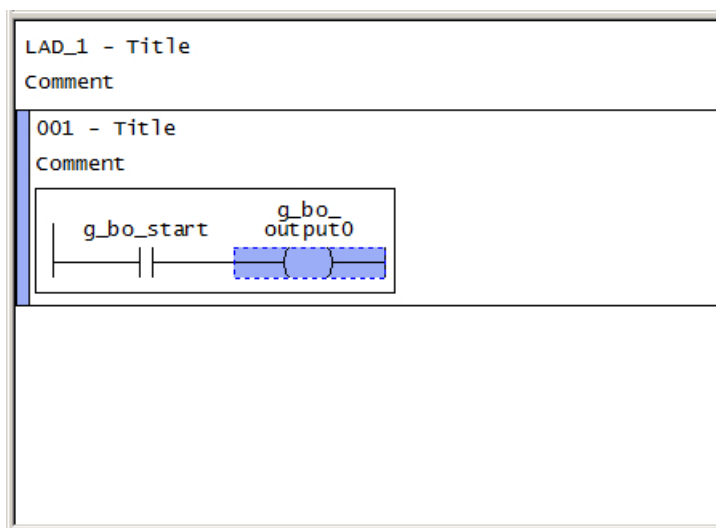 LAD_1 - Title
Comment
001 - Title
Comment
g_bo_start
g_bo_
output0